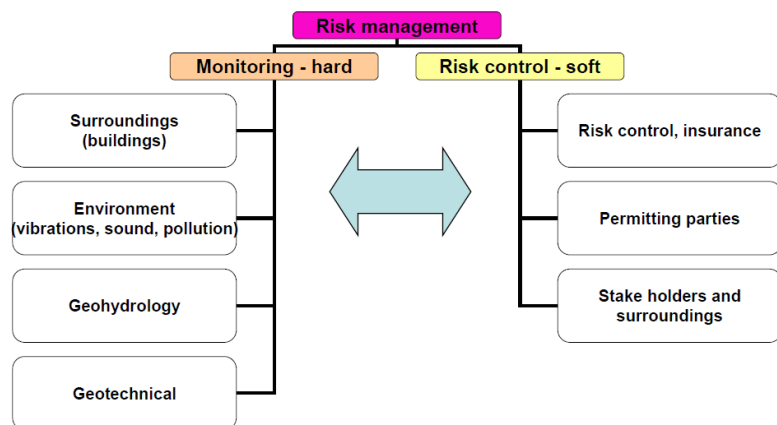 Risk management
Monitoring - hard
Risk control - soft
Surroundings
(buildings)
Environment
(vibrations, sound, pollution)
Geohydrology
Geotechnical
Risk control, insurance
Permitting parties
Stake holders and
surroundings